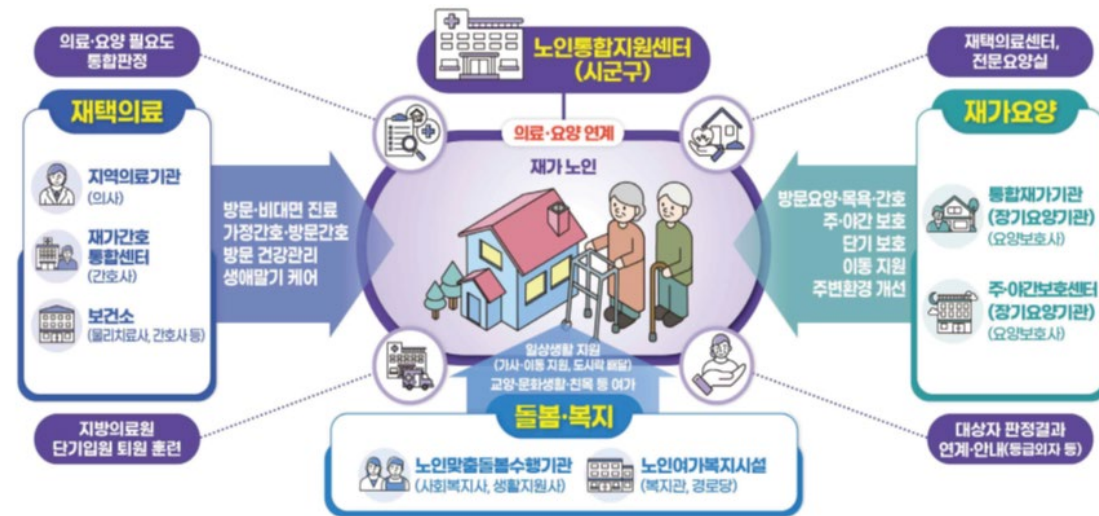 의료·요양 필요도
통합판정
노인통합지원센터
(시군구)
재택의료센터,
전문요양실
재택의료
지역의료기관
(의사)
재가간호
통합센터
(간호사)
보건소
(물리치료사, 간호사 등)
방문·비대면 진료
가정간호·방문간호
방문 건강관리
생애말기 케어
의료·요양 연계
재가 노인
방문요양·목욕·간호
주·야간 보호
단기 보호
이동 지원
주변환경 개선
재가요양
통합재가기관
(장기요양기관)
(요양보호사)
주·야간보호센터
(장기요양기관)
(요양보호사)
일상생활 지원
(가사·이동 지원, 도시락 배달)
교양·문화생활·친목 등 여가
돌봄·복지
노인맞춤돌봄수행기관
(사회복지사, 생활지원사)
노인여가복지시설
(복지관, 경로당)
지방의료원
단기입원 퇴원 훈련
대상자 판정결과
연계·안내(등급외자 등)